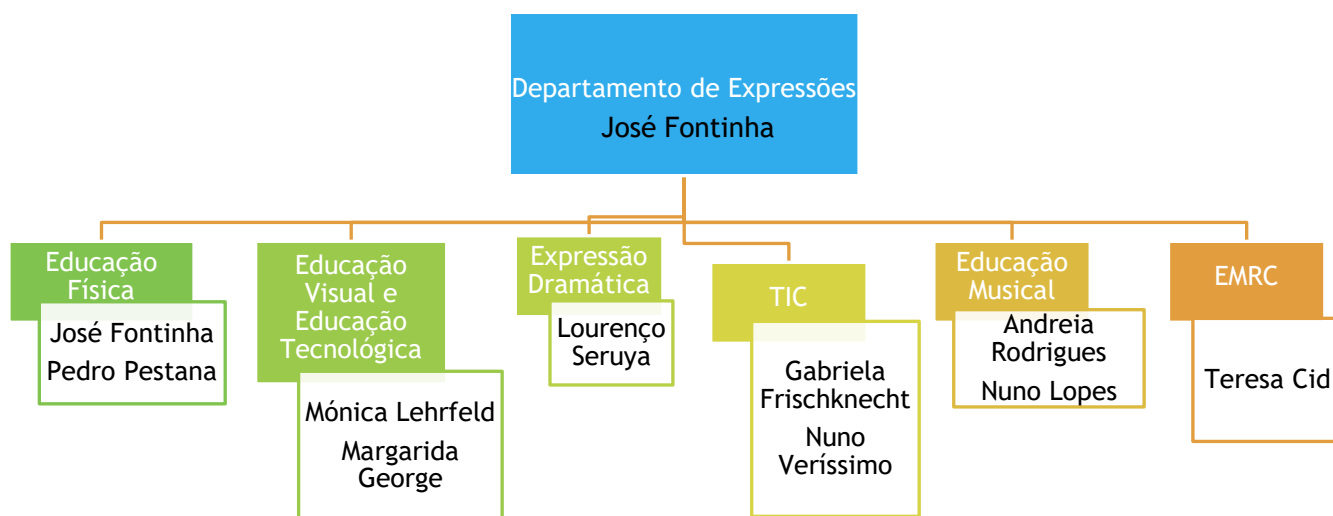 Departamento de Expressões
José Fontinha
Educação
Física
José Fontinha
Pedro Pestana
Educação
Visual e
Educação
Tecnológica
Mónica Lehrfeld
Margarida
George
Expressão
Dramática
Lourenço
Seruya
TIC
Gabriela
Frischknecht
Nuno
Veríssimo
Educação
Musical
Andreia
Rodrigues
Nuno Lopes
EMRC
Teresa Cid